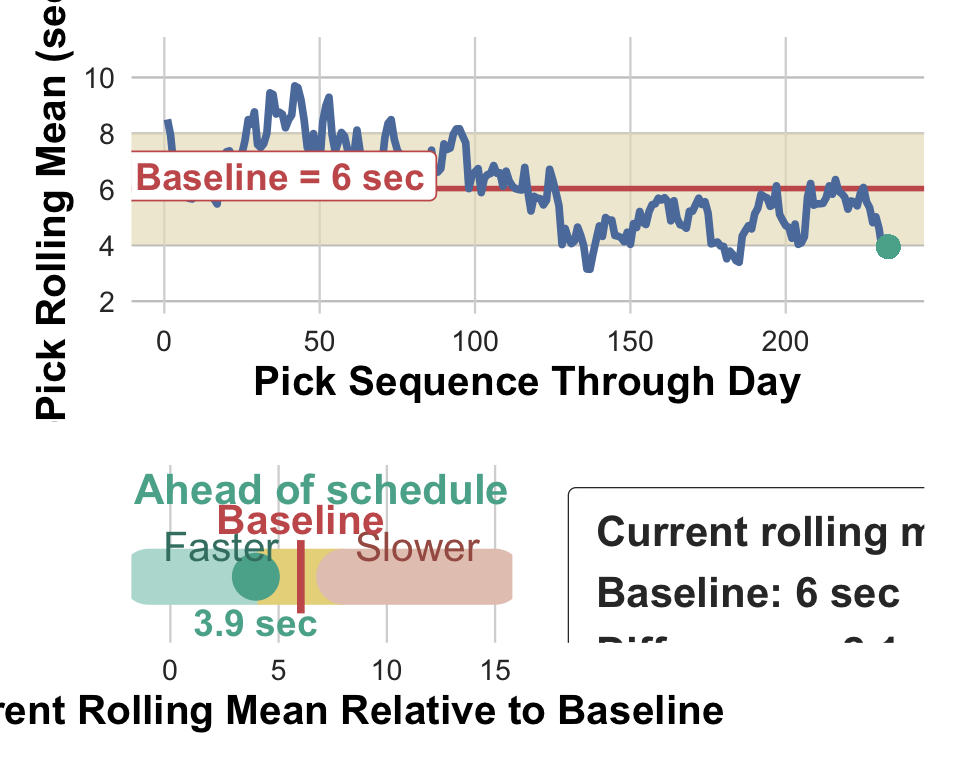 Pick Rolling Mean (sec
10
8
6
4
2
Baseline = 6 sec
0 50 100 150 200
Pick Sequence Through Day
Ahead of schedule
Baseline
Faster Slower
3.9 sec
0 5 10 15
rent Rolling Mean Relative to Baseline
Current rolling m
Baseline: 6 sec